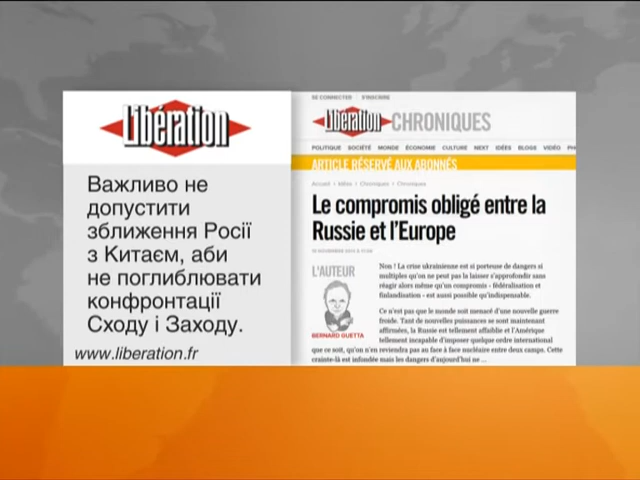 Libération
Важливо не
допустити
зближення Росії
з Китаєм, аби
не поглиблювати
конфронтації
Сходу і Заходу.
www.liberation.fr
SE CONNECTER S'INSCRIRE
Libération CHRONIQUES
POLITIQUE SOCIÉTÉ MONDE ÉCONOMIE CULTURE NEXT IDÉES BLOGS VIDÉO PH
ARTICLE RÉSERVÉ AUX ABONNÉS
Accueil Idées Chroniques Chroniques
Le compromis obligé entre la
Russie et l'Europe
L'AUTEUR
BERNARD GUETTA
Non ! La crise ukrainienne est si porteuse de dangers si
multiples qu'on ne peut pas la laisser s'approfondir sans
réagir alors même qu'un compromis - fédéralisation et
finlandisation - est aussi possible qu'indispensable.
Ce n'est pas que le monde soit menacé d'une nouvelle guerre
froide. Tant de nouvelles puissances se sont maintenant
affirmées, la Russie est tellement affaiblie et l'Amérique
tellement incapable d'imposer quelque ordre international
que ce soit, qu'on n'en reviendra pas au face à face nucléaire entre deux camps. Cette
crainte-là est infondée mais les dangers d'aujourd'hui ne ...